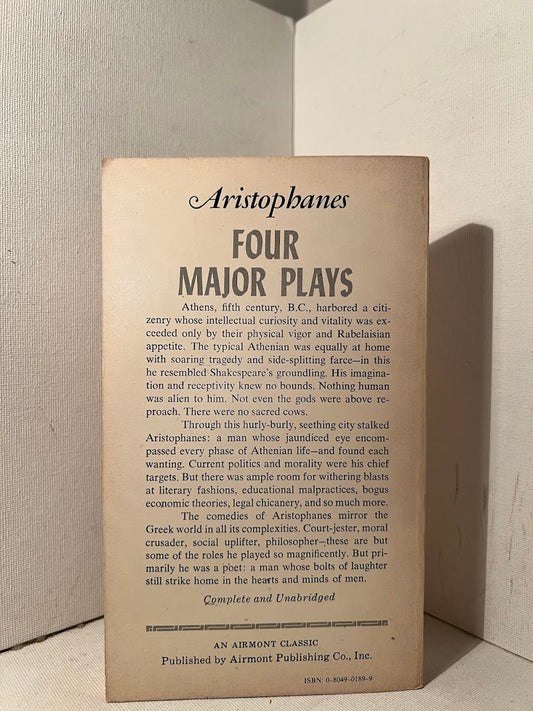 Aristophanes
FOUR
MAJOR PLAYS
Athens, fifth century, B.C., harbored a citi-
zenry whose intellectual curiosity and vitality was ex-
ceeded only by their physical vigor and Rabelaisian
appetite. The typical Athenian was equally at home
with soaring tragedy and side-splitting farce—in this
he resembled Shakespeare's groundling. His imagina-
tion and receptivity knew no bounds. Nothing human
was alien to him. Not even the gods were above re-
proach. There were no sacred cows.
Through this hurly-burly, seething city stalked
Aristophanes: a man whose jaundiced eye encom-
passed every phase of Athenian life—and found each
wanting. Current politics and morality were his chief
targets. But there was ample room for withering blasts
at literary fashions, educational malpractices, bogus
economic theories, legal chicanery, and so much more.
The comedies of Aristophanes mirror the
Greek world in all its complexities. Court-jester, moral
crusader, social uplifter, philosopher—these are but
some of the roles he played so magnificently. But pri-
marily he was a poet: a man whose bolts of laughter
still strike home in the hearts and minds of men.
Complete and Unabridged
AN AIRMONT CLASSIC
Published by Airmont Publishing Co., Inc.
ISBN: 0-8049-0189-9